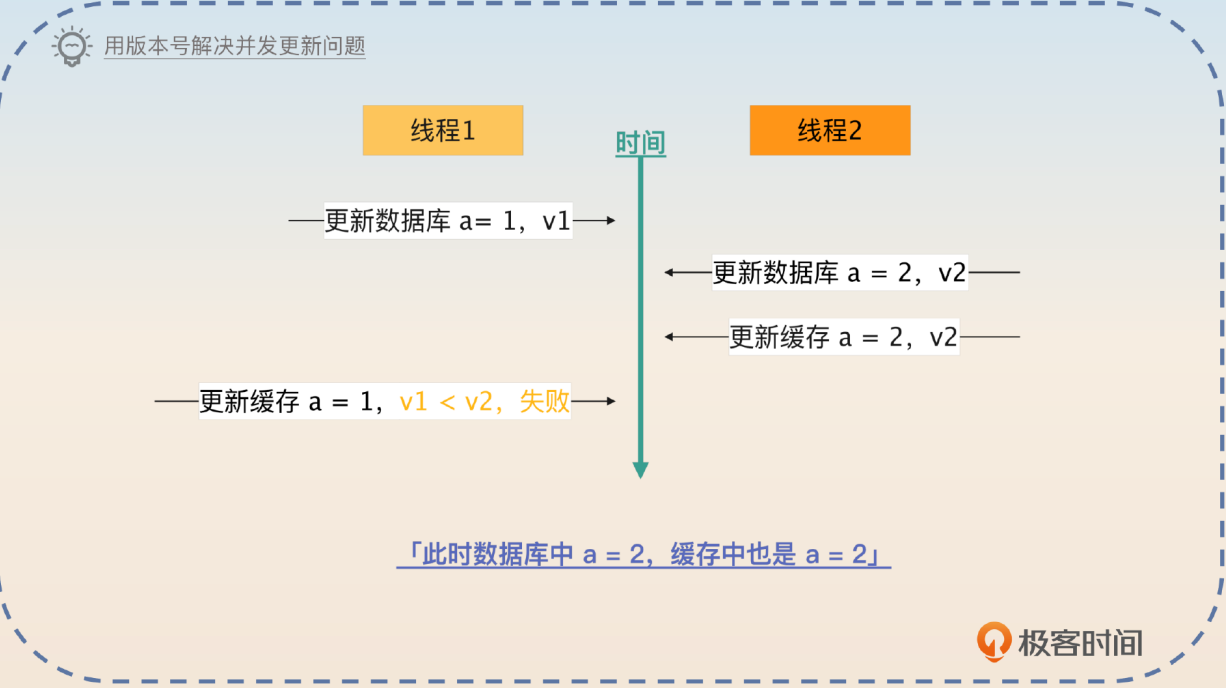 用版本号解决并发更新问题
线程1
时间
线程2
更新数据库 a= 1，v1
更新数据库 a = 2，v2
更新缓存 a = 2，v2
更新缓存 a = 1，v1 < v2，失败
「此时数据库中 a = 2，缓存中也是 a = 2」
极客时间